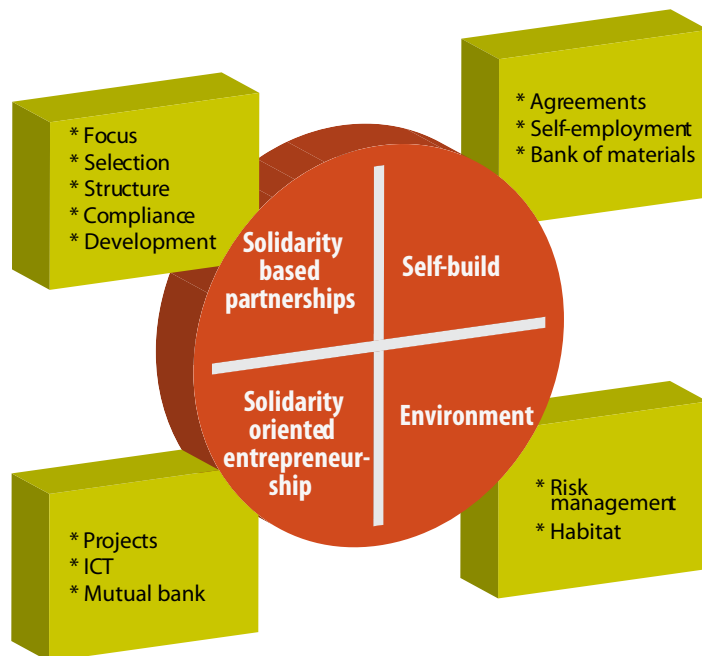 * Focus
* Selection
* Structure
* Compliance
* Development
* Agreements
* Self-employment
* Bank of materials
Solidarity
based
partnerships
Self-build
Solidarity
oriented
entrepreneur-
ship
Environment
* Projects
* ICT
* Mutual bank
* Risk
management
* Habitat